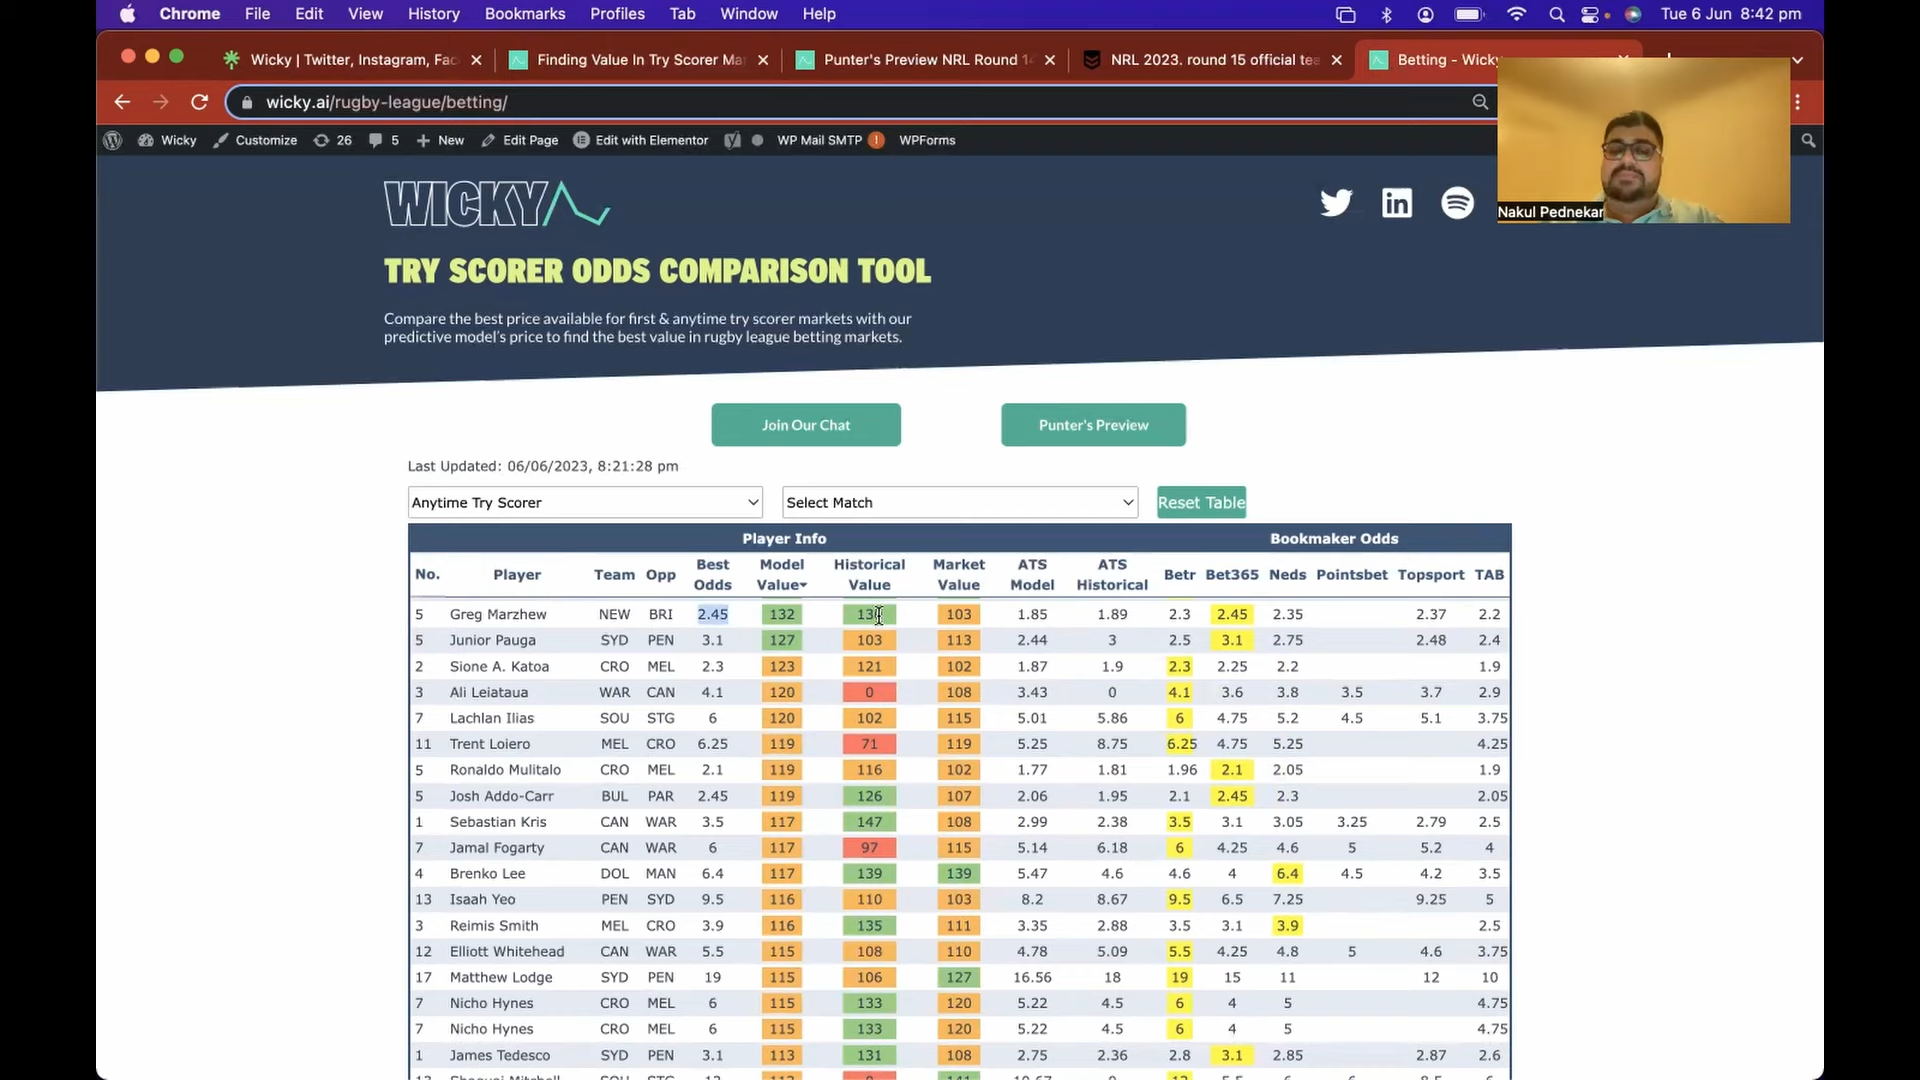 Chrome File Edit View History Bookmarks Profiles Tab Window Help Tue 6 Jun 8:42 pm
Wicky | Twitter, Instagram, Fac Finding Value In Try Scorer Ma Punter's Preview NRL Round 1 NRL 2023. round 15 official te Betting - Wicky
wicky.ai/rugby-league/betting/
Wicky Customize 26 5 New Edit Page Edit with Elementor WP Mail SMTP ! WPForms
WICKY
Nakul Pednekar
TRY SCORER ODDS COMPARISON TOOL
Compare the best price available for first & anytime try scorer markets with our
predictive model's price to find the best value in rugby league betting markets.
Join Our Chat Punter's Preview
Last Updated: 06/06/2023, 8:21:28 pm
Anytime Try Scorer Select Match Reset Table
Player Info Bookmaker Odds
No. Player Team Opp Best Odds Model Value Historical Value Market Value ATS Model ATS Historical Betr Bet365 Neds Pointsbet Topsport TAB
5 Greg Marzhew NEW BRI 2.45 132 103 1.85 1.89 2.3 2.45 2.35 2.37 2.2
5 Junior Pauga SYD PEN 3.1 127 103 113 2.44 3 2.5 3.1 2.75 2.48 2.4
2 Sione A. Katoa CRO MEL 2.3 123 121 102 1.87 1.9 2.3 2.25 2.2 1.9
3 Ali Leiataua WAR CAN 4.1 120 0 108 3.43 0 4.1 3.6 3.8 3.5 3.7 2.9
7 Lachlan Ilias SOU STG 6 120 102 115 5.01 5.86 6 4.75 5.2 4.5 5.1 3.75
11 Trent Loiero MEL CRO 6.25 119 71 119 5.25 8.75 6.25 4.75 5.25 4.25
5 Ronaldo Mulitalo CRO MEL 2.1 119 116 102 1.77 1.81 1.96 2.1 2.05 1.9
5 Josh Addo-Carr BUL PAR 2.45 119 126 107 2.06 1.95 2.1 2.45 2.3 2.05
1 Sebastian Kris CAN WAR 3.5 117 147 108 2.99 2.38 3.5 3.1 3.05 3.25 2.79 2.5
7 Jamal Fogarty CAN WAR 6 117 97 115 5.14 6.18 6 4.25 4.6 5 5.2 4
4 Brenko Lee DOL MAN 6.4 117 139 139 5.47 4.6 4.6 4 6.4 4.5 4.2 3.5
13 Isaah Yeo PEN SYD 9.5 116 110 103 8.2 8.67 9.5 6.5 7.25 9.25 5
3 Reimis Smith MEL CRO 3.9 116 135 111 3.35 2.88 3.5 3.1 3.9 2.5
12 Elliott Whitehead CAN WAR 5.5 115 108 110 4.78 5.09 5.5 4.25 4.8 5 4.6 3.75
17 Matthew Lodge SYD PEN 19 115 106 127 16.56 18 19 15 11 12 10
7 Nicho Hynes CRO MEL 6 115 133 120 5.22 4.5 6 4 5 4.75
7 Nicho Hynes CRO MEL 6 115 133 120 5.22 4.5 6 4 5 4.75
1 James Tedesco SYD PEN 3.1 113 131 108 2.75 2.36 2.8 3.1 2.85 2.87 2.6